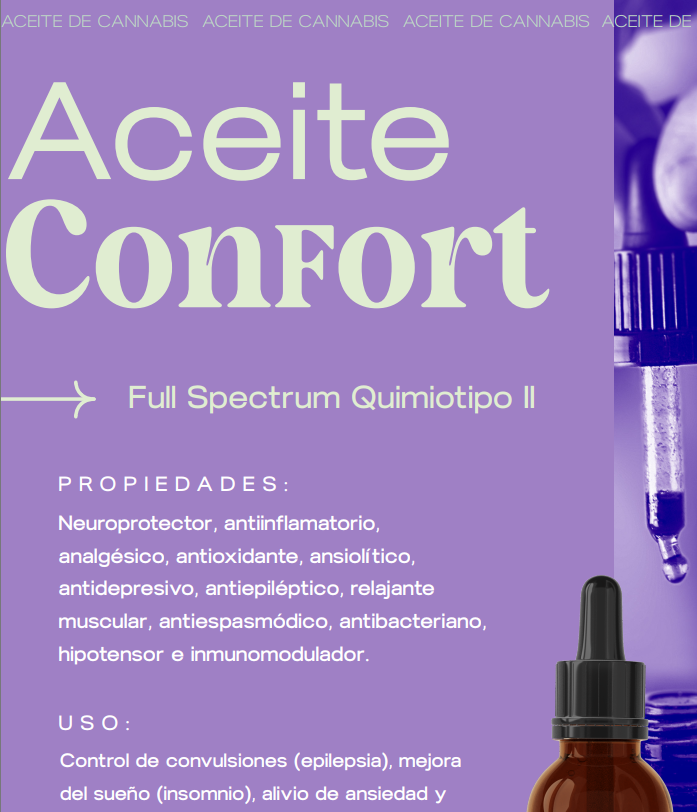 ACEITE DE CANNABIS ACEITE DE CANNABIS ACEITE DE CANNABIS ACEITE DE
Aceite
Confort
Full Spectrum Quimiotipo II
PROPIEDADES:
Neuroprotector, antiinflamatorio,
analgésico, antioxidante, ansiolítico,
antidepresivo, antiepiléptico, relajante
muscular, antiespasmódico, antibacteriano,
hipotensor e inmunomodulador.
USO:
Control de convulsiones (epilepsia), mejora
del sueño (insomnio), alivio de ansiedad y